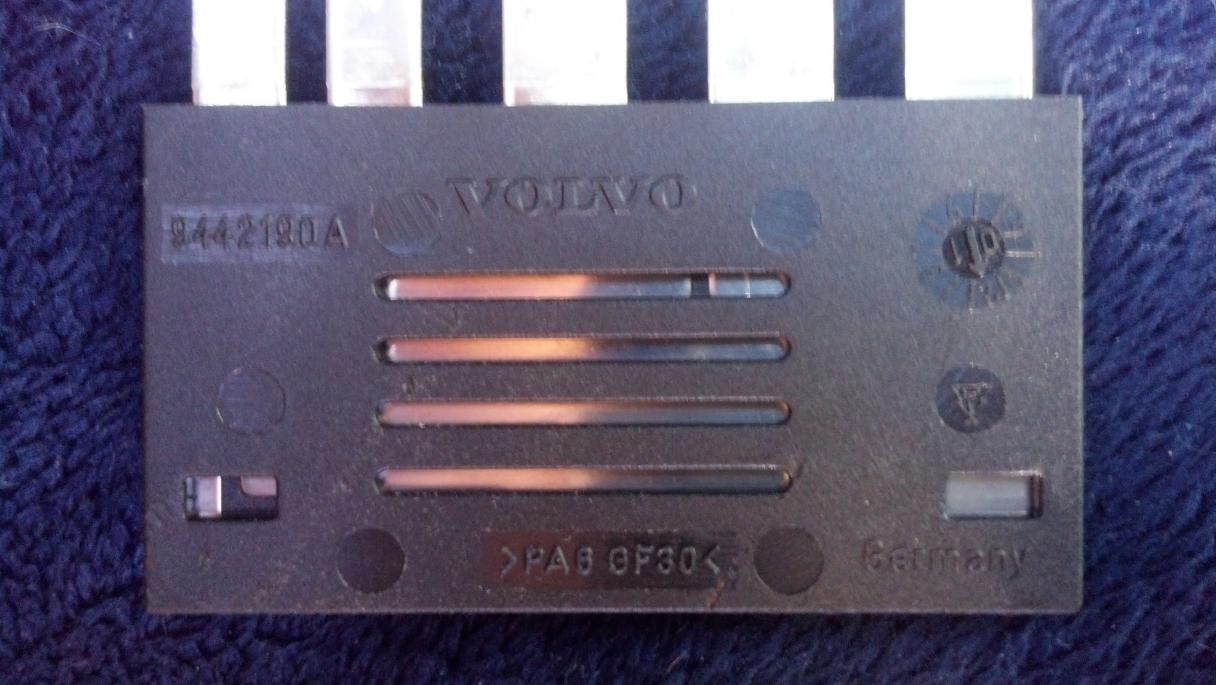 VOLVO
9442190A
>PA6 GF30<
Germany